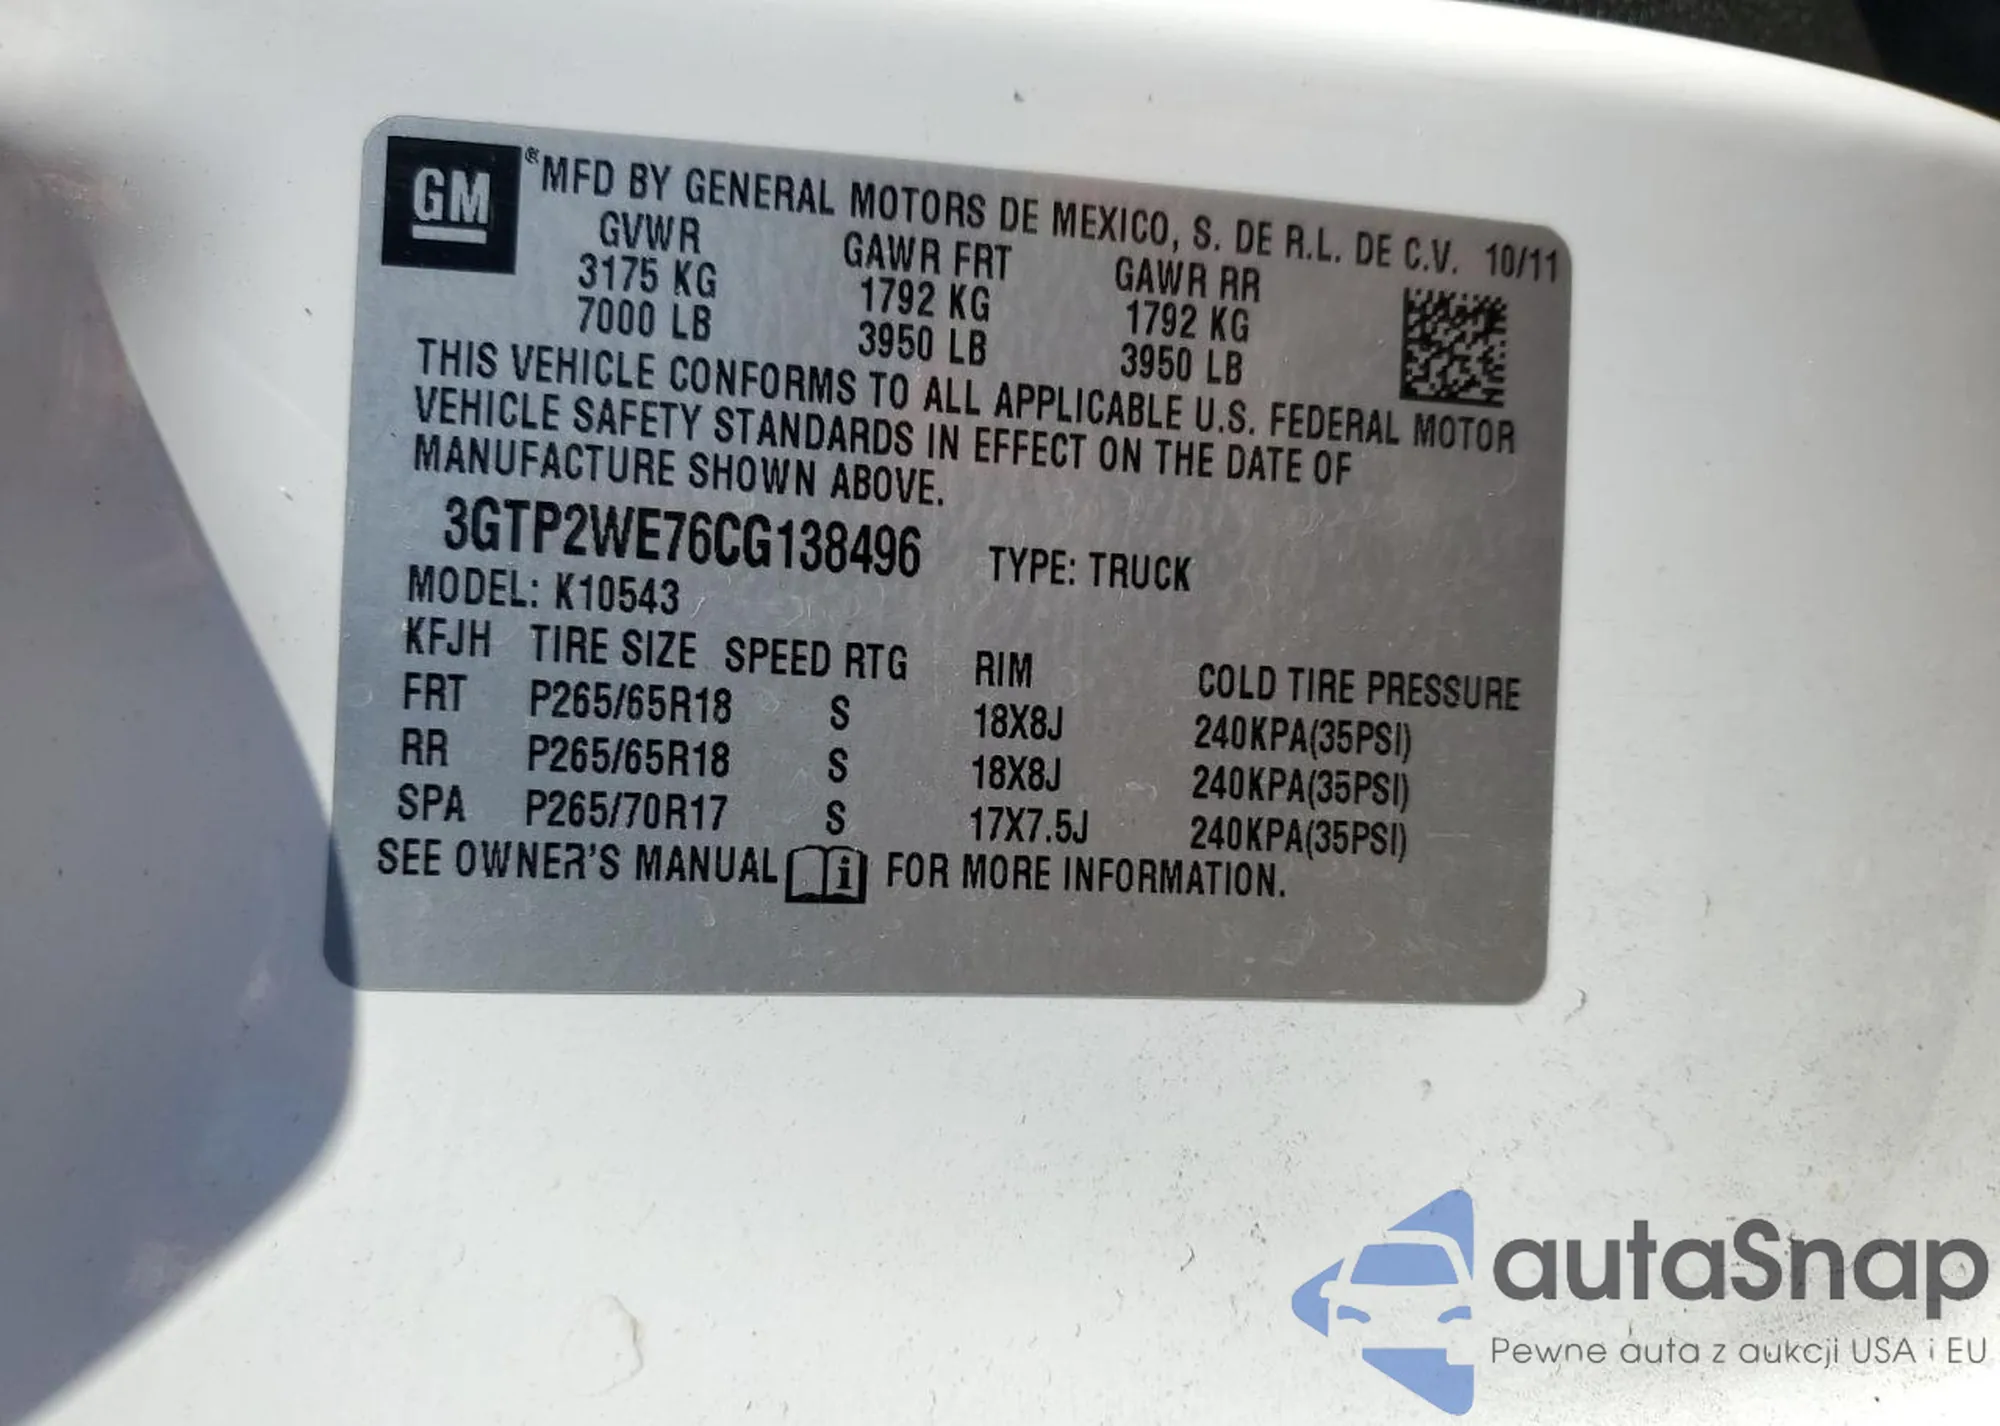 GM
® MFD BY GENERAL MOTORS DE MEXICO, S. DE R.L. DE C.V. 10/11
GVWR GAWR FRT GAWR RR
3175 KG 1792 KG 1792 KG
7000 LB 3950 LB 3950 LB
THIS VEHICLE CONFORMS TO ALL APPLICABLE U.S. FEDERAL MOTOR
VEHICLE SAFETY STANDARDS IN EFFECT ON THE DATE OF
MANUFACTURE SHOWN ABOVE.
3GTP2WE76CG138496 TYPE: TRUCK
MODEL: K10543
KFJH TIRE SIZE SPEED RTG RIM COLD TIRE PRESSURE
FRT P265/65R18 S 18X8J 240KPA(35PSI)
RR P265/65R18 S 18X8J 240KPA(35PSI)
SPA P265/70R17 S 17X7.5J 240KPA(35PSI)
SEE OWNER'S MANUAL i FOR MORE INFORMATION.
autaSnap
Pewne auta z aukcji USA i EU